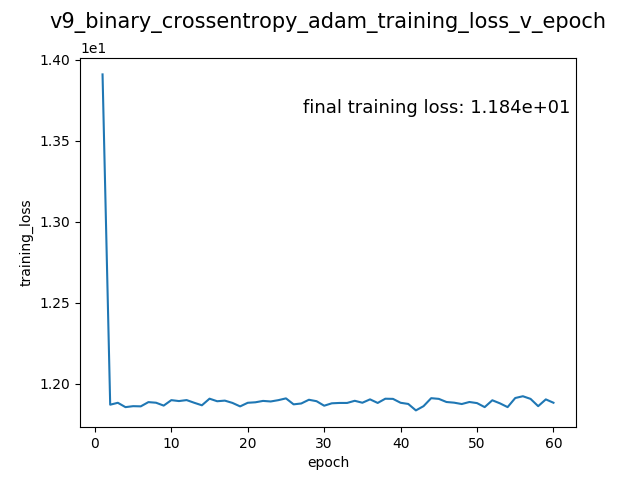 v9_binary_crossentropy_adam_training_loss_v_epoch
1e1
1.40
final training loss: 1.184e+01
1.35
1.30
training_loss
1.25
1.20
0 10 20 30 40 50 60
epoch